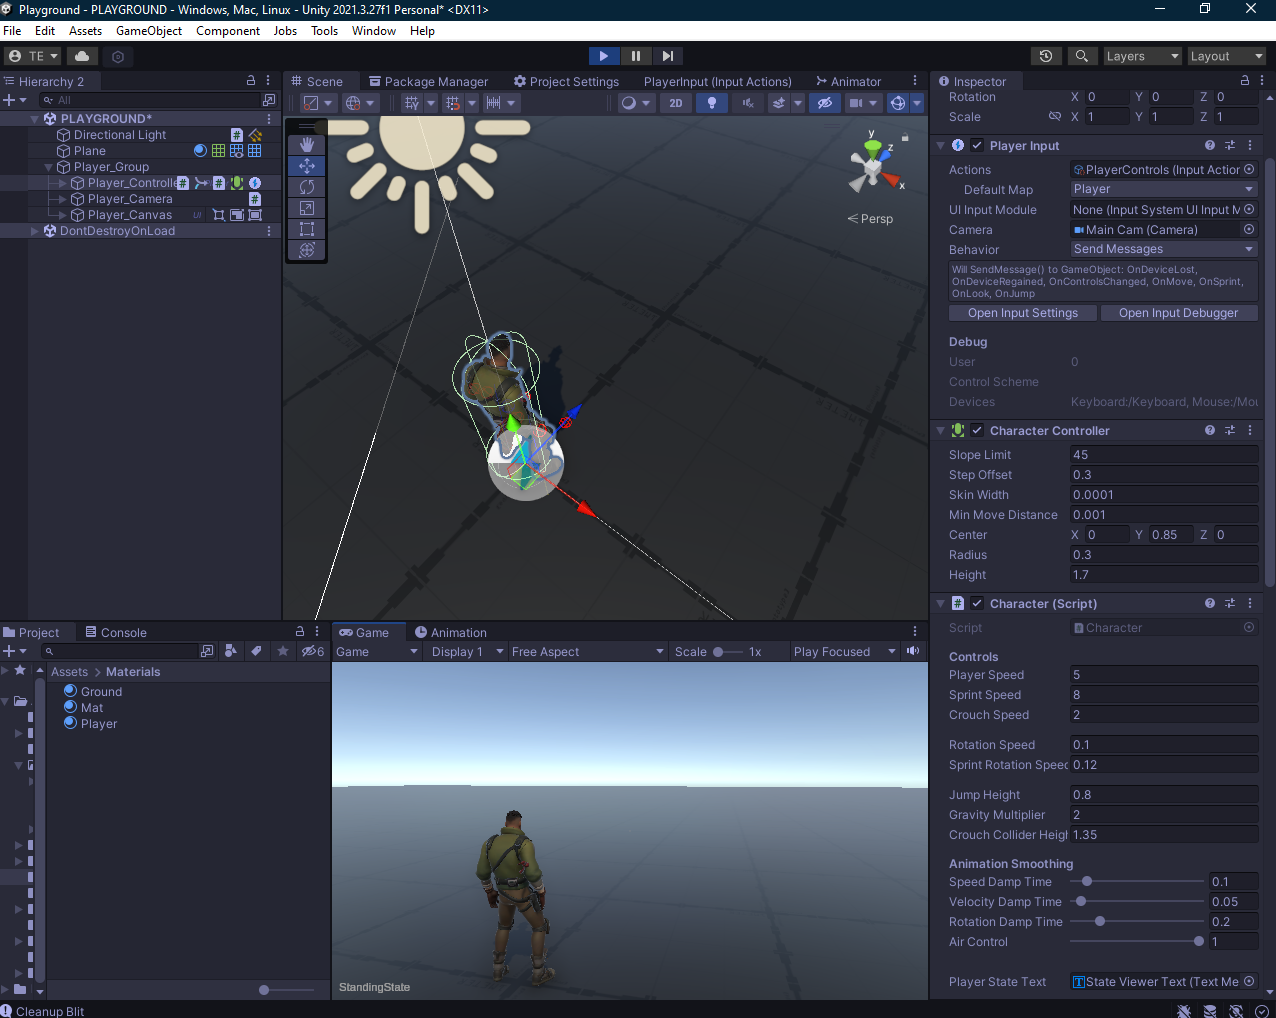 Playground - PLAYGROUND - Windows, Mac, Linux - Unity 2021.3.27f1 Personal* <DX11>
File Edit Assets GameObject Component Jobs Tools Window Help
TE Layers Layout
Hierarchy 2
All
PLAYGROUND*
Directional Light
Plane
Player_Group
Player_Controlle
Player_Camera
Player_Canvas UI
DontDestroyOnLoad
Scene Package Manager Project Settings PlayerInput (Input Actions) Animator
2D
y
z
x
Persp
Inspector
Rotation X 0 Y 0 Z 0
Scale X 1 Y 1 Z 1
Player Input
Actions PlayerControls (Input Action
Default Map Player
UI Input Module None (Input System UI Input M
Camera Main Cam (Camera)
Behavior Send Messages
Will SendMessage() to GameObject: OnDeviceLost,
OnDeviceRegained, OnControlsChanged, OnMove, OnSprint,
OnLook, OnJump
Open Input Settings Open Input Debugger
Debug
User 0
Control Scheme
Devices Keyboard:/Keyboard, Mouse:/Mou
Character Controller
Slope Limit 45
Step Offset 0.3
Skin Width 0.0001
Min Move Distance 0.001
Center X 0 Y 0.85 Z 0
Radius 0.3
Height 1.7
Character (Script)
Script Character
Controls
Player Speed 5
Sprint Speed 8
Crouch Speed 2
Rotation Speed 0.1
Sprint Rotation Speed 0.12
Jump Height 0.8
Gravity Multiplier 2
Crouch Collider Heigh 1.35
Animation Smoothing
Speed Damp Time 0.1
Velocity Damp Time 0.05
Rotation Damp Time 0.2
Air Control 1
Player State Text State Viewer Text (Text Me
Project Console
6
Assets > Materials
Ground
Mat
Player
Game Animation
Game Display 1 Free Aspect Scale 1x Play Focused
StandingState
Cleanup Blit